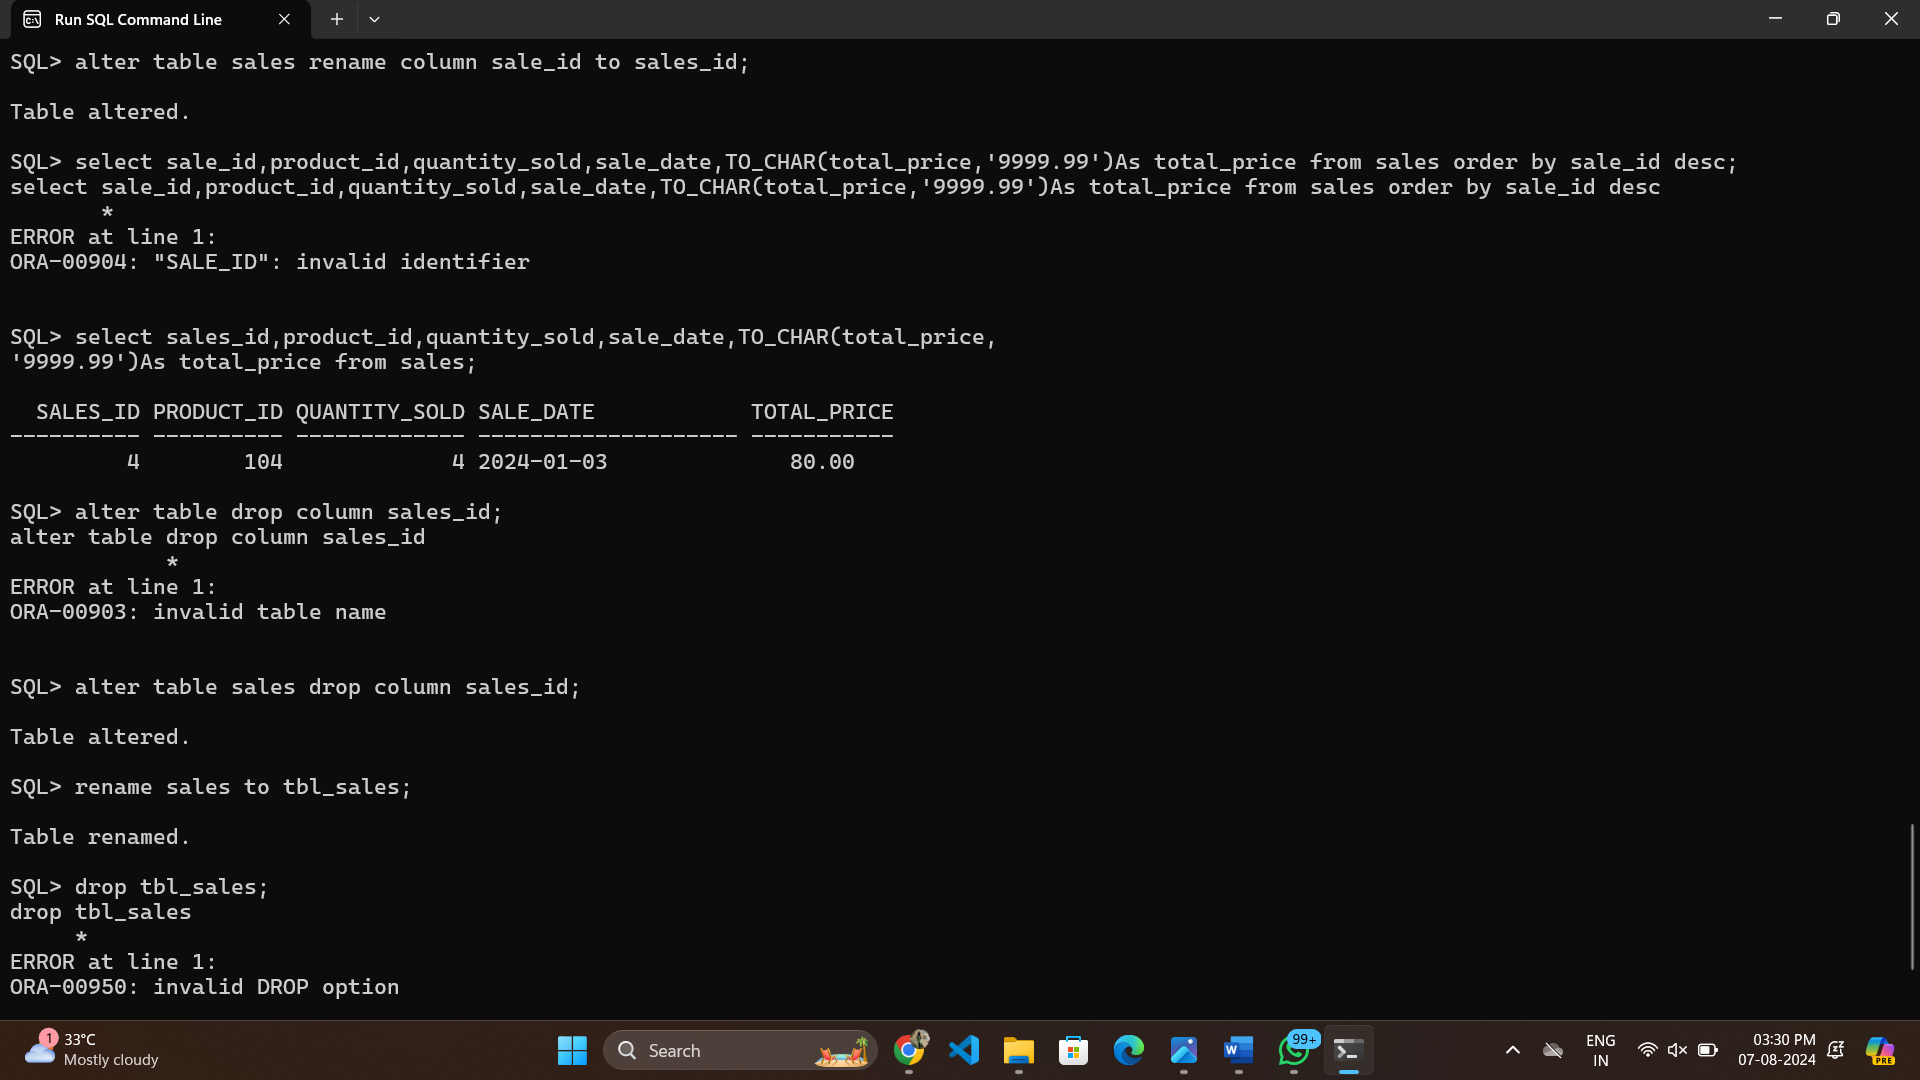 Run SQL Command Line
SQL> alter table sales rename column sale_id to sales_id;
Table altered.
SQL> select sale_id,product_id,quantity_sold,sale_date,TO_CHAR(total_price,'9999.99')As total_price from sales order by sale_id desc;
select sale_id,product_id,quantity_sold,sale_date,TO_CHAR(total_price,'9999.99')As total_price from sales order by sale_id desc
       *
ERROR at line 1:
ORA-00904: "SALE_ID": invalid identifier
SQL> select sales_id,product_id,quantity_sold,sale_date,TO_CHAR(total_price,
'9999.99')As total_price from sales;
  SALES_ID PRODUCT_ID QUANTITY_SOLD SALE_DATE            TOTAL_PRICE
---------- ---------- ------------- -------------------- -----------
         4        104             4 2024-01-03              80.00
SQL> alter table drop column sales_id;
alter table drop column sales_id
            *
ERROR at line 1:
ORA-00903: invalid table name
SQL> alter table sales drop column sales_id;
Table altered.
SQL> rename sales to tbl_sales;
Table renamed.
SQL> drop tbl_sales;
drop tbl_sales
     *
ERROR at line 1:
ORA-00950: invalid DROP option
1
33°C
Mostly cloudy
Search
W
99+
ENG
IN
03:30 PM
07-08-2024
PRE